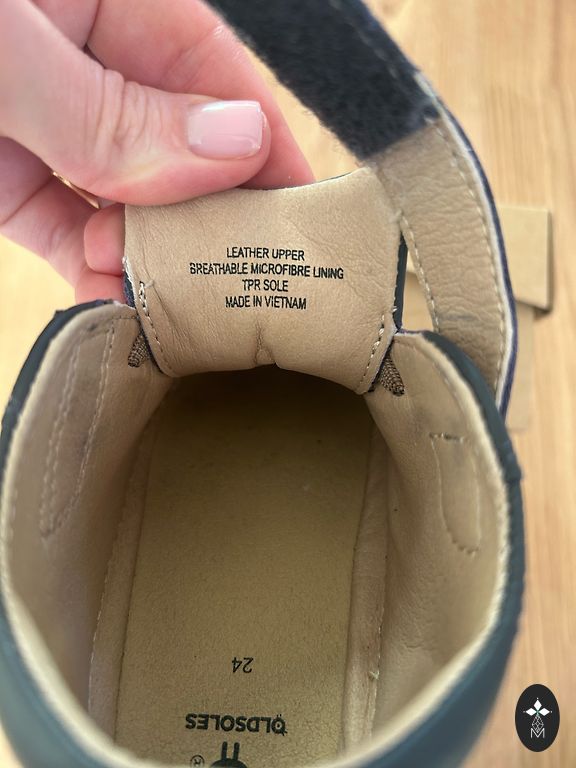 LEATHER UPPER
BREATHABLE MICROFIBRE LINING
TPR SOLE
MADE IN VIETNAM
24
OLDSOLES
®
M